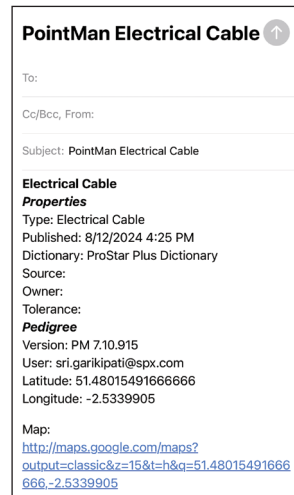 PointMan Electrical Cable
To:
Cc/Bcc, From:
Subject: PointMan Electrical Cable
Electrical Cable
Properties
Type: Electrical Cable
Published: 8/12/2024 4:25 PM
Dictionary: ProStar Plus Dictionary
Source:
Owner:
Tolerance:
Pedigree
Version: PM 7.10.915
User: sri.garikipati@spx.com
Latitude: 51.48015491666666
Longitude: -2.5339905
Map:
http://maps.google.com/maps?
output=classic&z=15&t=h&q=51.48015491666
666,-2.5339905